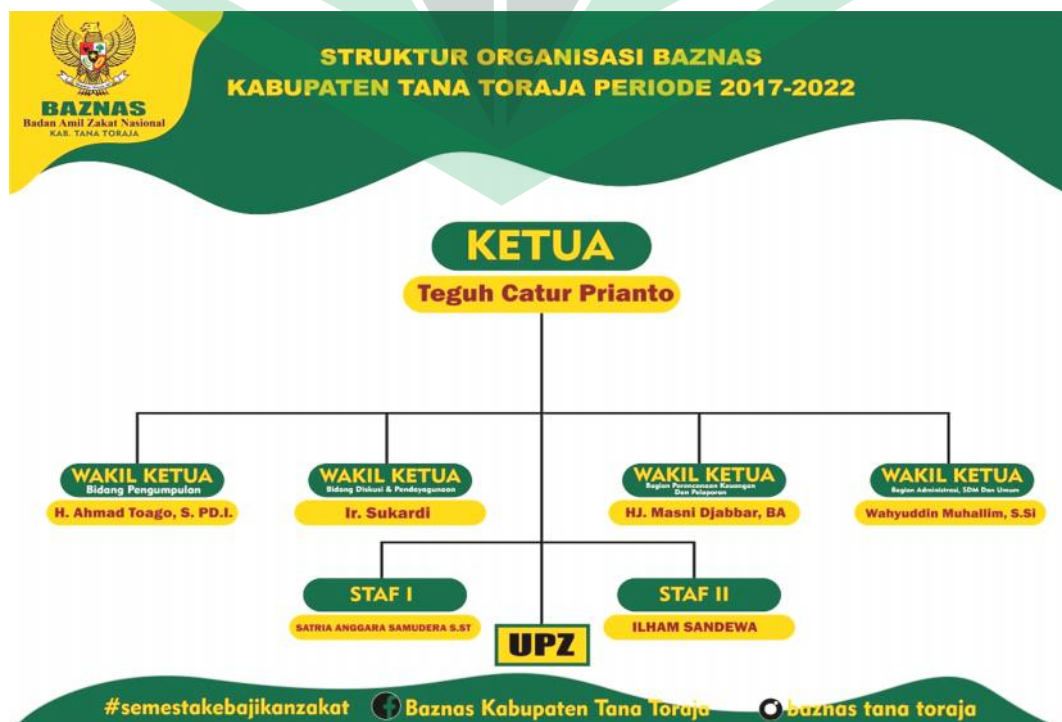 BAZNAS
Badan Amil Zakat Nasional
KAB. TANA TORAJA
STRUKTUR ORGANISASI BAZNAS
KABUPATEN TANA TORAJA PERIODE 2017-2022
KETUA
Teguh Catur Prianto
WAKIL KETUA
Bidang Pengumpulan
H. Ahmad Toago, S. PD.I.
WAKIL KETUA
Bidang Diskusi & Pendayagunaan
Ir. Sukardi
WAKIL KETUA
Bagian Perencanaan Keuangan
Dan Pelaporan
HJ. Masni Djabbar, BA
WAKIL KETUA
Bagian Administrasi, SDM Dan Umum
Wahyuddin Muhallim, S.Si
STAF I
SATRIA ANGGARA SAMUDERA S.ST
STAF II
ILHAM SANDEWA
UPZ
#semestakebajikanzakat
Baznas Kabupaten Tana Toraja
baznas tana toraja